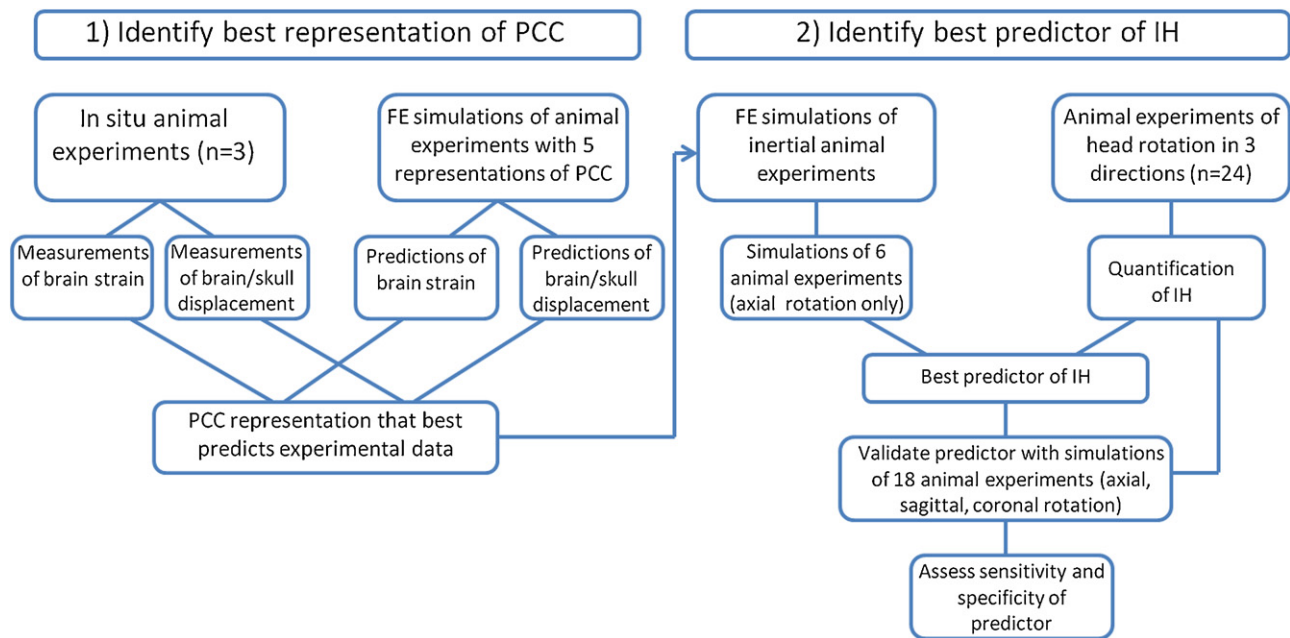 1) Identify best representation of PCC
In situ animal
experiments (n=3)
FE simulations of animal
experiments with 5
representations of PCC
Measurements
of brain strain
Measurements
of brain/skull
displacement
Predictions of
brain strain
Predictions of
brain/skull
displacement
PCC representation that best
predicts experimental data
2) Identify best predictor of IH
FE simulations of
inertial animal
experiments
Animal experiments of
head rotation in 3
directions (n=24)
Simulations of 6
animal experiments
(axial rotation only)
Quantification
of IH
Best predictor of IH
Validate predictor with simulations
of 18 animal experiments (axial,
sagittal, coronal rotation)
Assess sensitivity and
specificity of
predictor